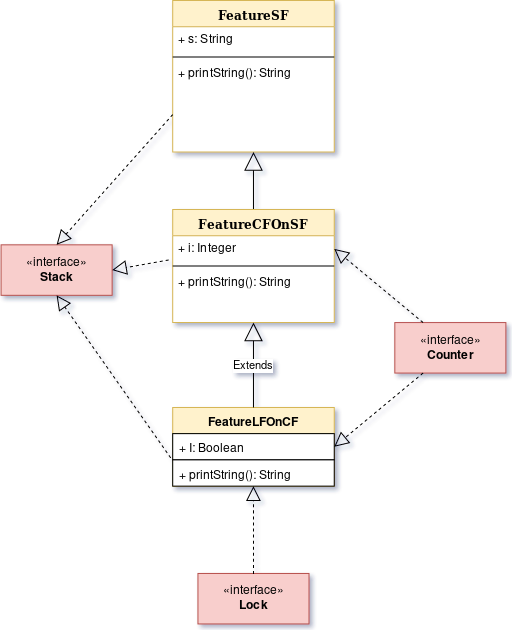 FeatureSF
+ s: String
+ printString(): String
FeatureCFOnSF
+ i: Integer
+ printString(): String
«interface»
Stack
«interface»
Counter
Extends
FeatureLFOnCF
+ l: Boolean
+ printString(): String
«interface»
Lock